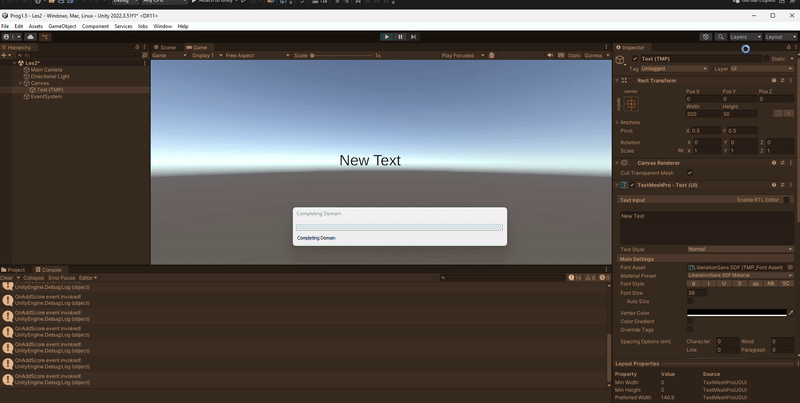 Prog1.5 - Les2 - Windows, Mac, Linux - Unity 2022.3.51f1* <DX11>
File Edit Assets GameObject Component Services Jobs Window Help
Layers Layout
Hierarchy Scene Game Inspector
All Game Display 1 Free Aspect Scale 1x Play Focused Stats Gizmos
Les2*
Main Camera
Directional Light
Canvas
Text (TMP)
EventSystem
New Text
Completing Domain
Completing Domain
Project Console
Clear Collapse Error Pause Editor 14 0 0
UnityEngine.Debug:Log (object)
OnAddScore event invoked!
UnityEngine.Debug:Log (object)
OnAddScore event invoked!
UnityEngine.Debug:Log (object)
OnAddScore event invoked!
UnityEngine.Debug:Log (object)
OnAddScore event invoked!
UnityEngine.Debug:Log (object)
OnAddScore event invoked!
UnityEngine.Debug:Log (object)
OnAddScore event invoked!
UnityEngine.Debug:Log (object)
Text (TMP) Static
Tag Untagged Layer UI
Rect Transform
center Pos X Pos Y Pos Z
0 0 0
Width Height
200 50
Anchors
Pivot X 0.5 Y 0.5
Rotation X 0 Y 0 Z 0
Scale X 1 Y 1 Z 1
Canvas Renderer
Cull Transparent Mesh
TextMeshPro - Text (UI)
Text Input Enable RTL Editor
New Text
Text Style Normal
Main Settings
Font Asset LiberationSans SDF (TMP_Font Asset)
Material Preset LiberationSans SDF Material
Font Style B I U S ab AB SC
Font Size 36
Auto Size
Vertex Color
Color Gradient
Override Tags
Spacing Options (em) Character 0 Word 0
Line 0 Paragraph 0
Layout Properties
Property Value Source
Min Width 0 TextMeshProUGUI
Min Height 0 TextMeshProUGUI
Preferred Width TextMeshProUGUI